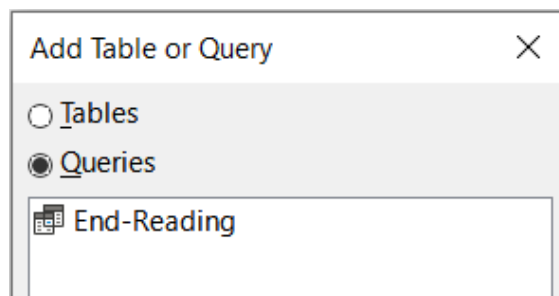 Add Table or Query
Tables
Queries
End-Reading